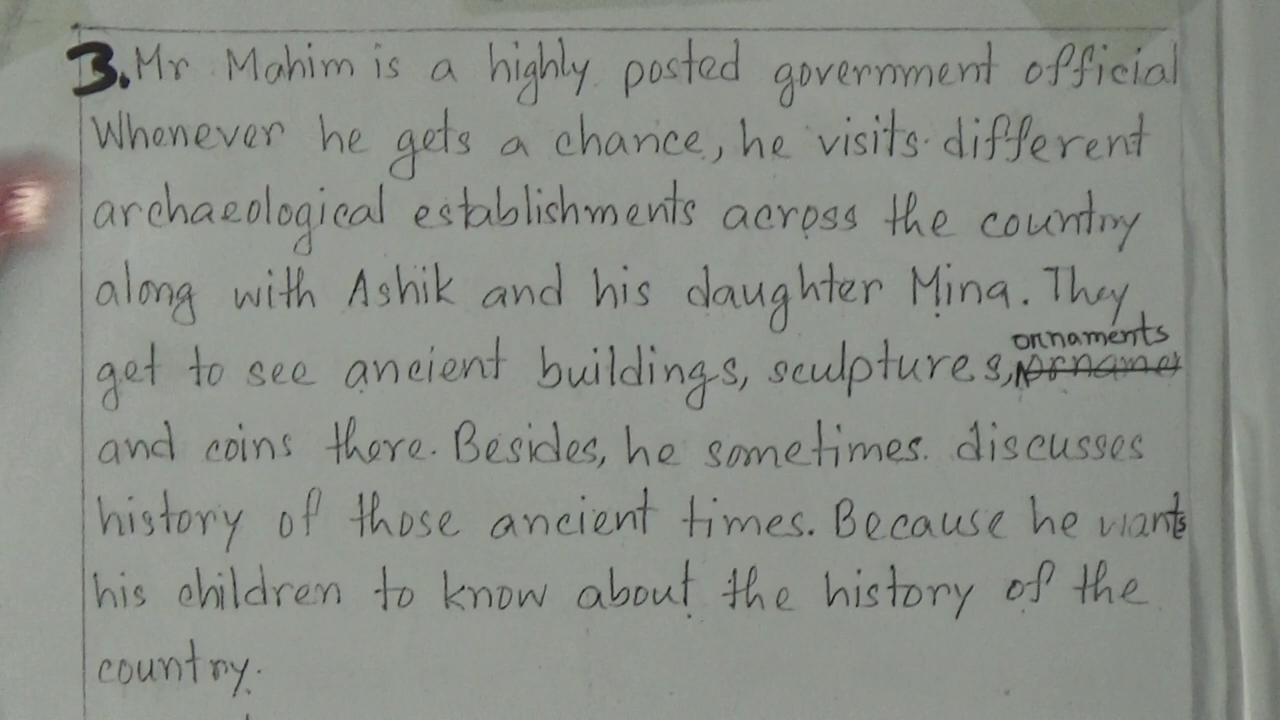 3. Mr Mahim is a highly posted government official
Whenever he gets a chance, he visits different
archaeological establishments across the country
along with Ashik and his daughter Mina. They
get to see ancient buildings, sculptures, ornaments
and coins there. Besides, he sometimes. discusses
history of those ancient times. Because he wants
his children to know about the history of the
country.